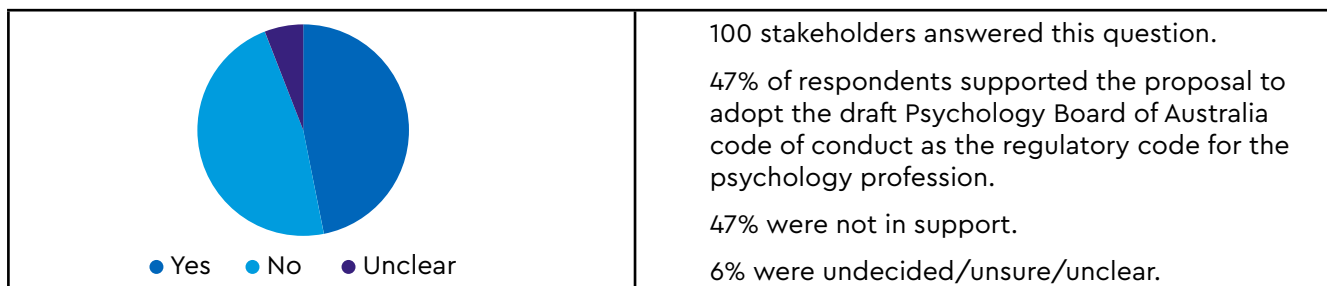 100 stakeholders answered this question.
47% of respondents supported the proposal to
adopt the draft Psychology Board of Australia
code of conduct as the regulatory code for the
psychology profession.
47% were not in support.
6% were undecided/unsure/unclear.
Yes No Unclear